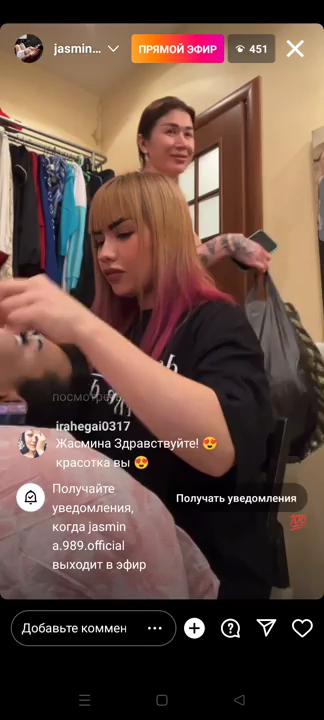 jasmin...
ПРЯМОЙ ЭФИР
451
irahegai0317
Жасмина Здравствуйте! 😍
красотка вы 😍
Получайте
уведомления,
когда jasmin
a.989.official
выходит в эфир
Получать уведомления
💯
Добавьте коммен